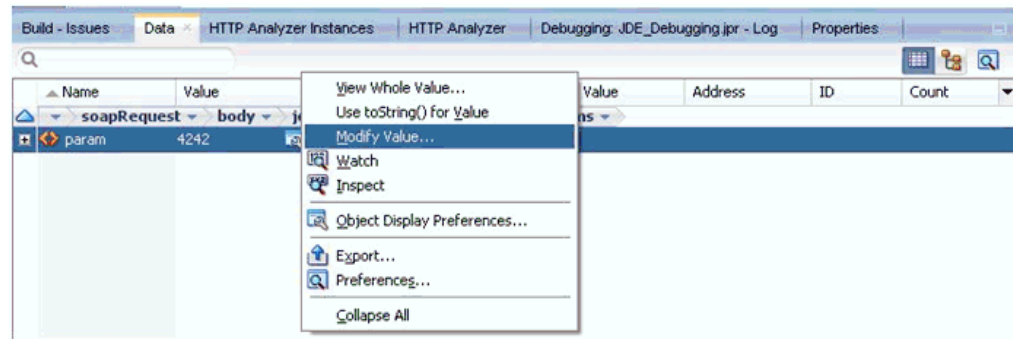 Build - Issues Data HTTP Analyzer Instances HTTP Analyzer Debugging: JDE_Debugging.jpr - Log Properties
Name Value Value Address ID Count
soapRequest body ns
param 4242
View Whole Value...
Use toString() for Value
Modify Value...
Watch
Inspect
Object Display Preferences...
Export...
Preferences...
Collapse All